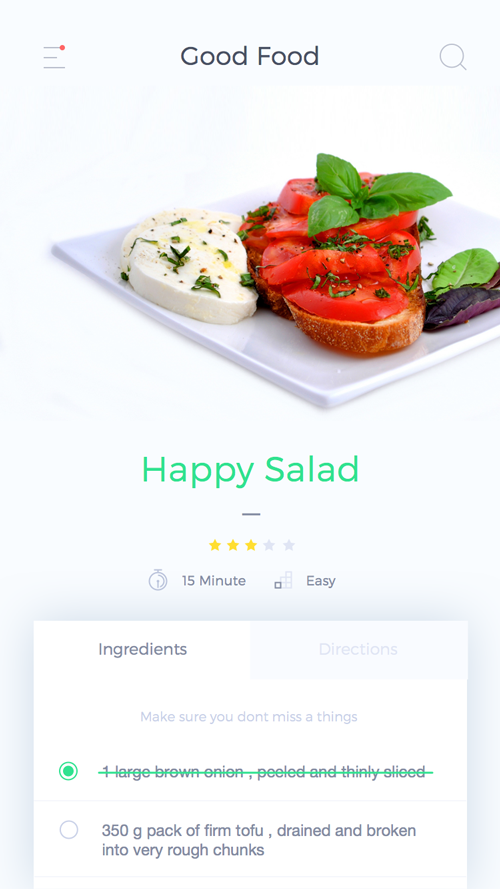 Good Food
Happy Salad
15 Minute Easy
Ingredients Directions
Make sure you dont miss a things
1 large brown onion , peeled and thinly sliced
350 g pack of firm tofu , drained and broken
into very rough chunks